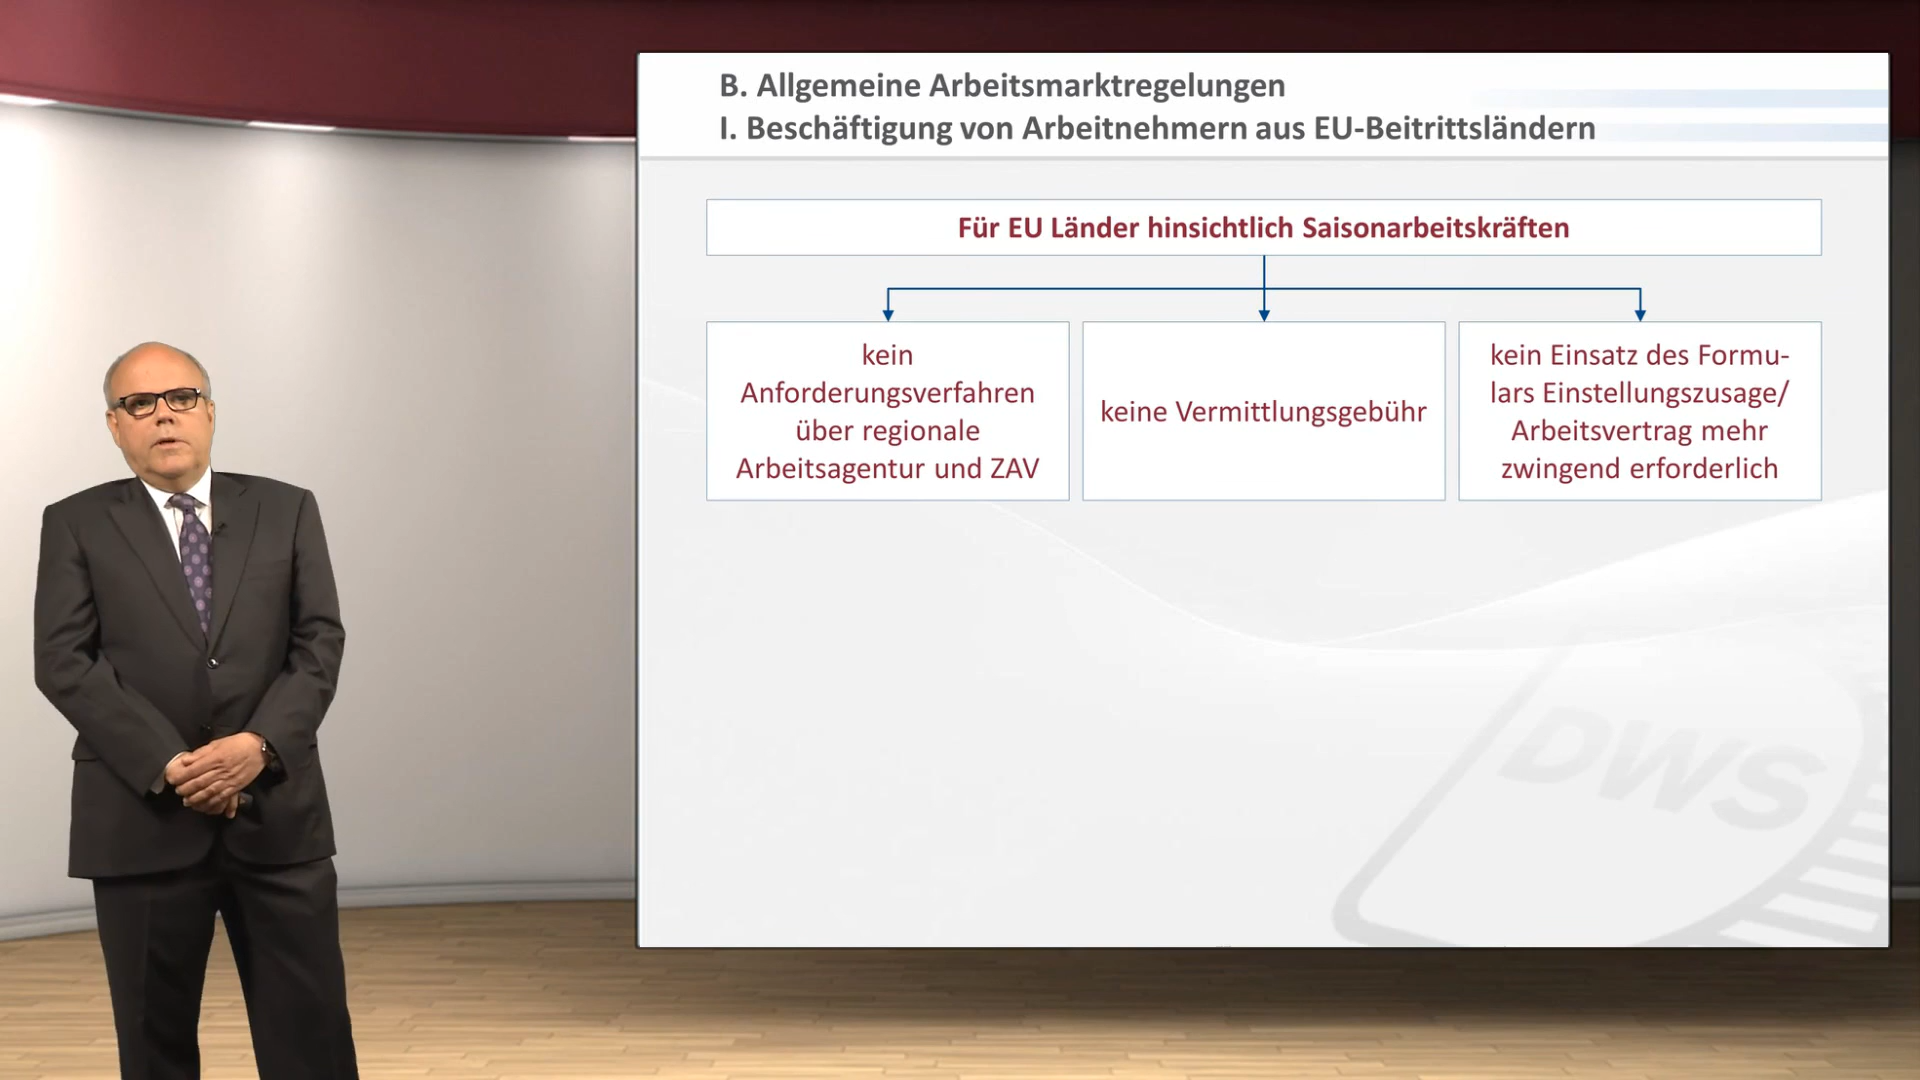 B. Allgemeine Arbeitsmarktregelungen
I. Beschäftigung von Arbeitnehmern aus EU-Beitrittsländern
Für EU Länder hinsichtlich Saisonarbeitskräften
kein
Anforderungsverfahren
über regionale
Arbeitsagentur und ZAV
keine Vermittlungsgebühr
kein Einsatz des Formu-
lars Einstellungszusage/
Arbeitsvertrag mehr
zwingend erforderlich
DWS